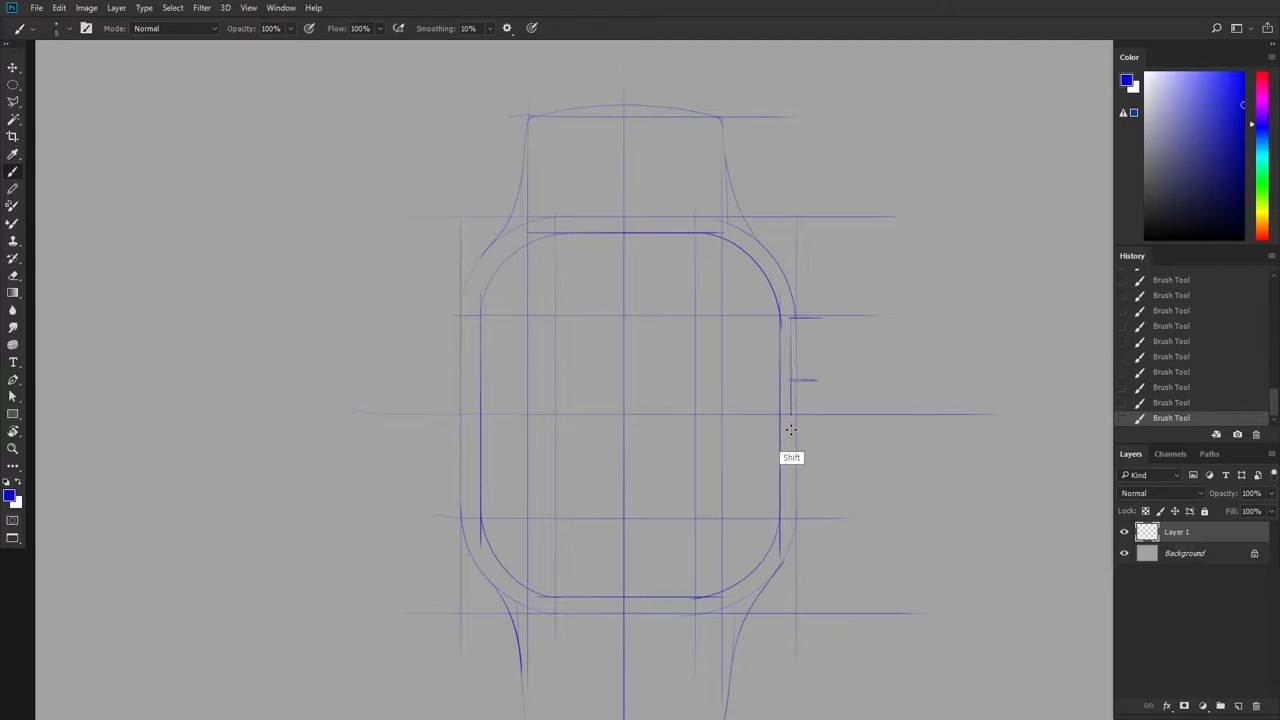 Ps File Edit Image Layer Type Select Filter 3D View Window Help
5 Mode: Normal Opacity: 100% Flow: 100% Smoothing: 10%
Color
History
Brush Tool
Brush Tool
Brush Tool
Brush Tool
Brush Tool
Brush Tool
Brush Tool
Brush Tool
Brush Tool
Brush Tool
Shift
Layers Channels Paths
Kind
Normal Opacity: 100%
Lock: Fill: 100%
Layer 1
Background